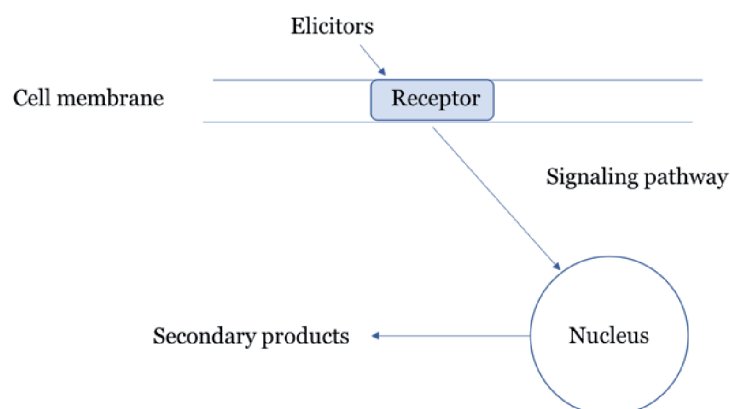 Elicitors
Cell membrane
Receptor
Signaling pathway
Secondary products
Nucleus